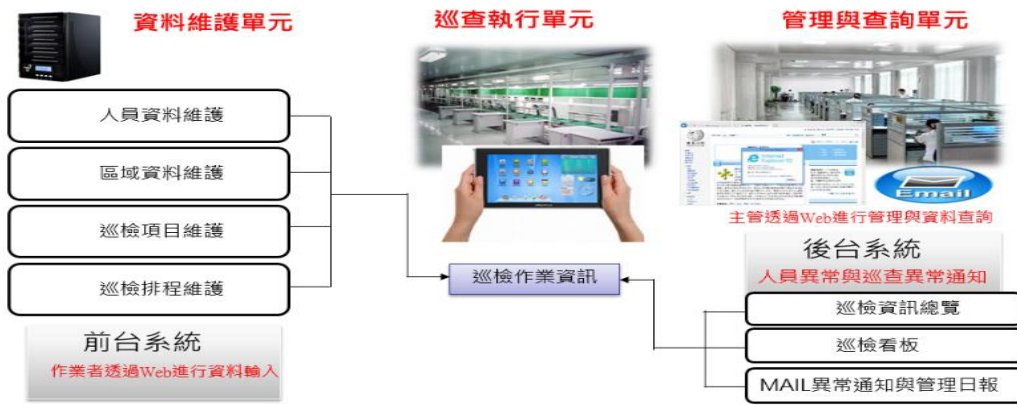 資料維護單元
巡查執行單元
管理與查詢單元
人員資料維護
區域資料維護
巡檢項目維護
巡檢排程維護
前台系統
作業者透過Web進行資料輸入
巡檢作業資訊
Email
主管透過Web進行管理與資料查詢
後台系統
人員異常與巡查異常通知
巡檢資訊總覽
巡檢看板
MAIL異常通知與管理日報